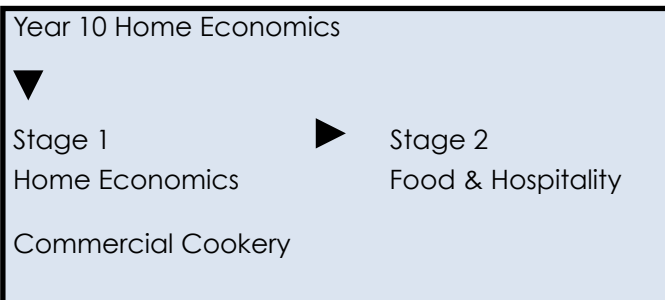 Year 10 Home Economics
Stage 1
Home Economics
Stage 2
Food & Hospitality
Commercial Cookery